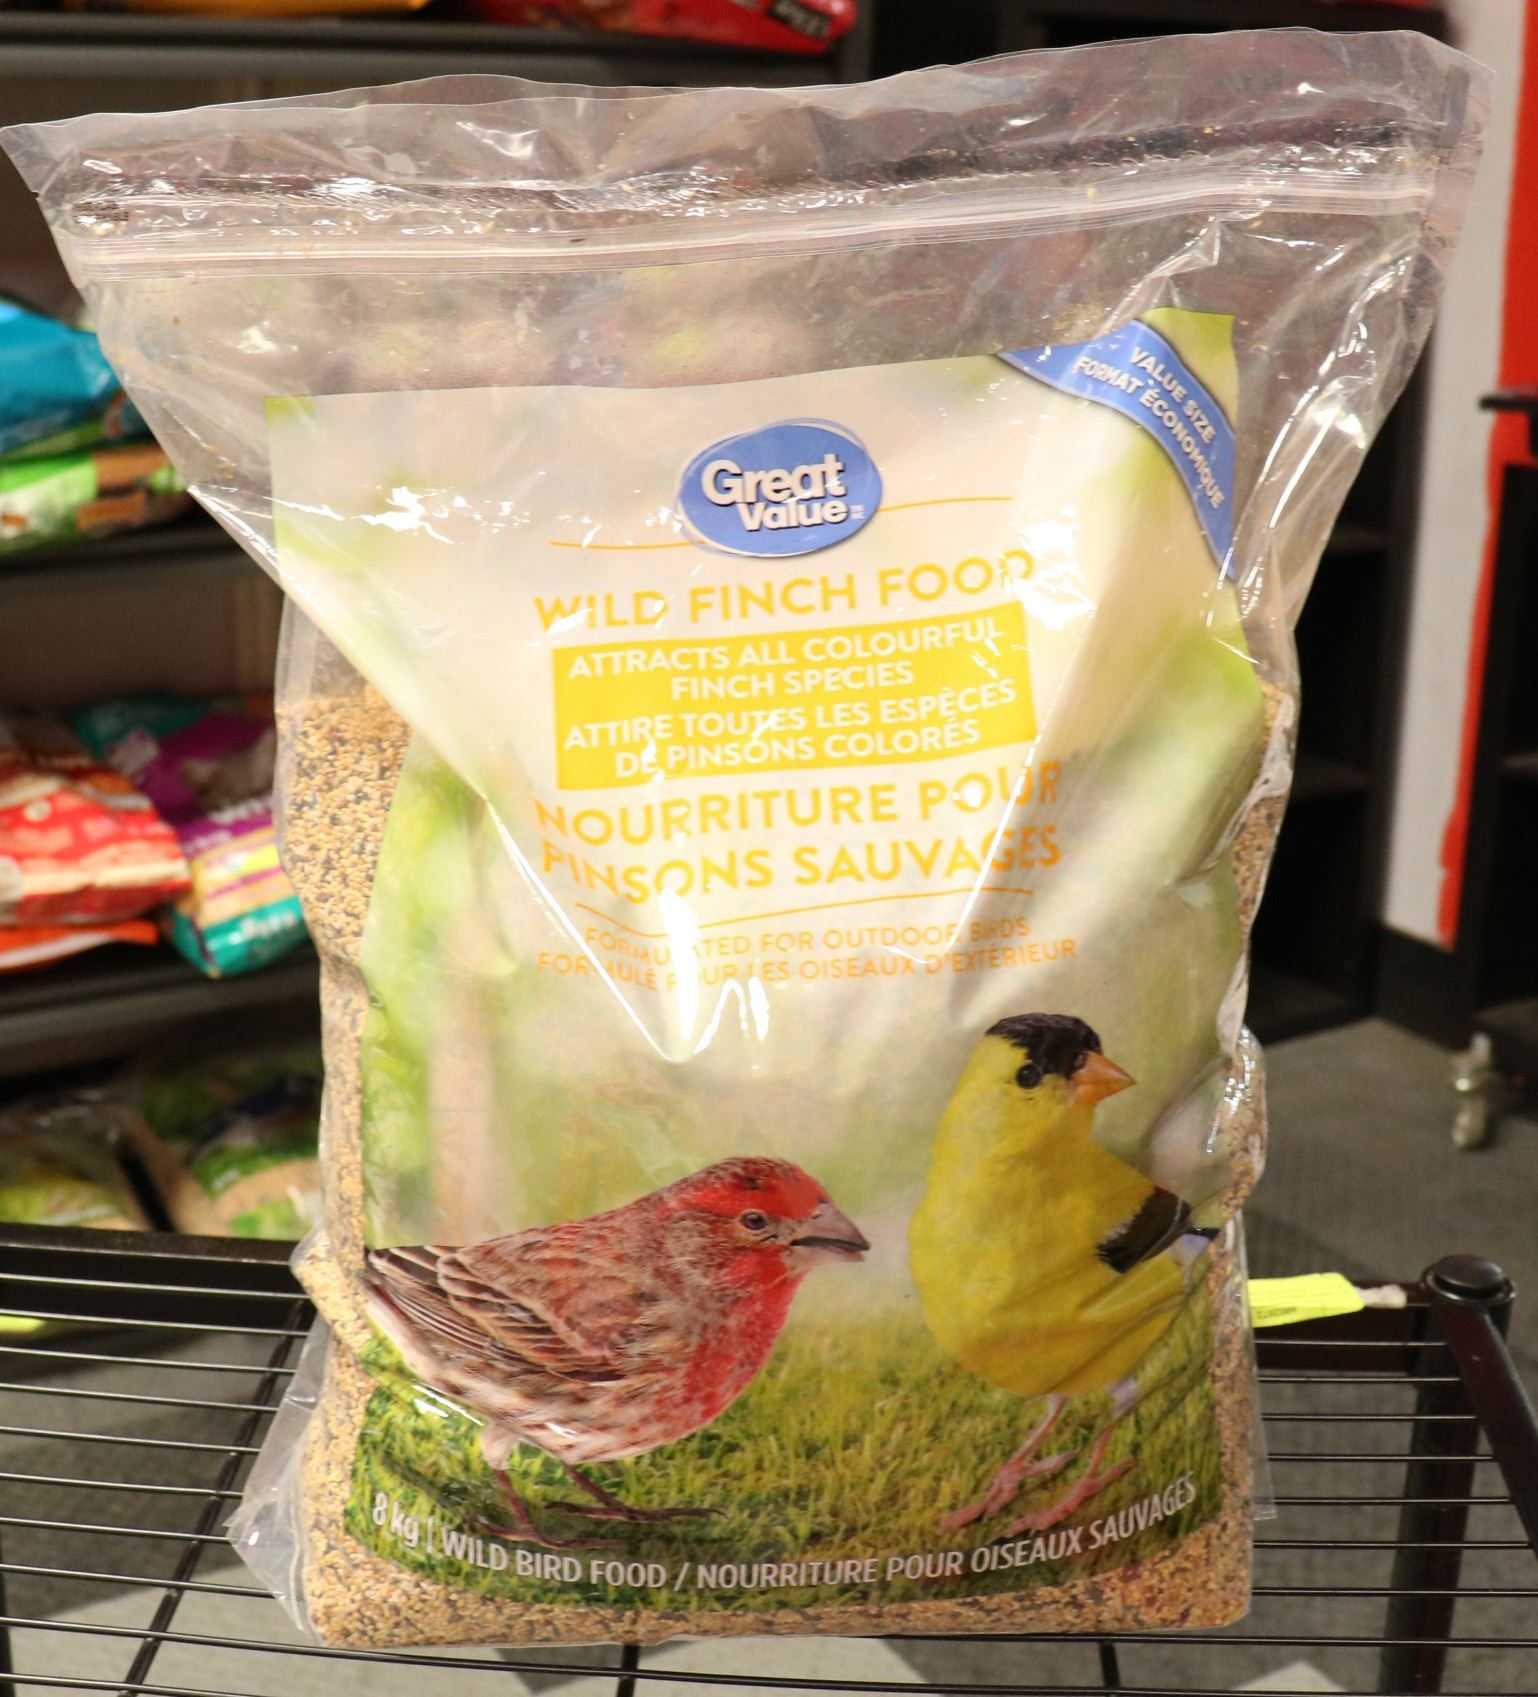 VALUE SIZE
FORMAT ÉCONOMIQUE
Great
Value
WILD FINCH FOOD
ATTRACTS ALL COLOURFUL
FINCH SPECIES
ATTIRE TOUTES LES ESPÈCES
DE PINSONS COLORÉS
NOURRITURE POUR
PINSONS SAUVAGES
FORMULATED FOR OUTDOOR BIRDS
FORMULÉ POUR LES OISEAUX D'EXTÉRIEUR
8 kg | WILD BIRD FOOD / NOURRITURE POUR OISEAUX SAUVAGES